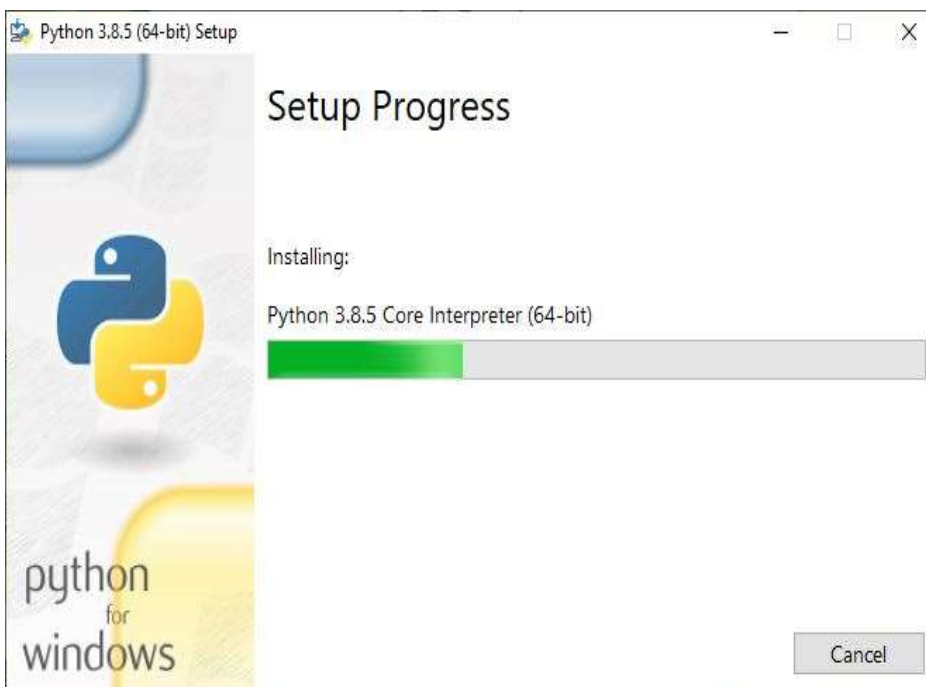 Python 3.8.5 (64-bit) Setup
Setup Progress
Installing:
Python 3.8.5 Core Interpreter (64-bit)
python
for
windows
Cancel